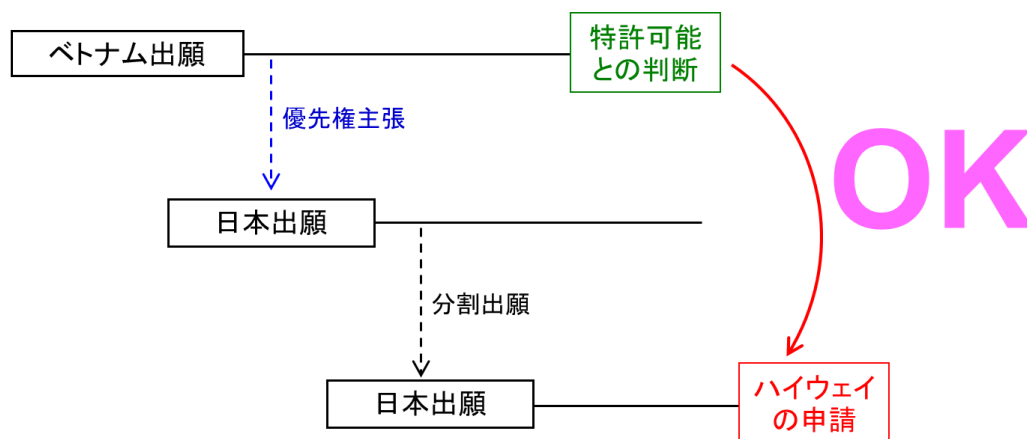 ベトナム出願
特許可能
との判断
優先権主張
OK
日本出願
分割出願
日本出願
ハイウェイ
の申請